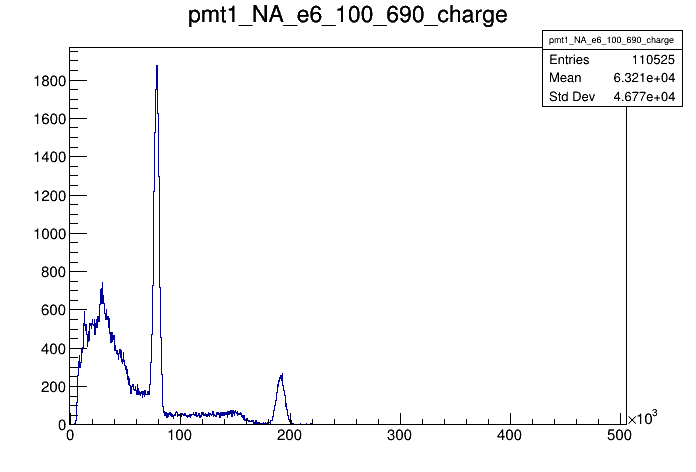 pmt1_NA_e6_100_690_charge
pmt1_NA_e6_100_690_charge
Entries 110525
Mean 6.321e+04
Std Dev 4.677e+04
1800
1600
1400
1200
1000
800
600
400
200
0
0 100 200 300 400 500
×10³